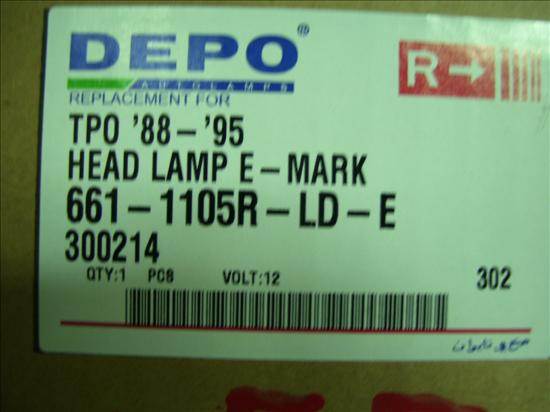 DEPO®
AUTOLAMPS
REPLACEMENT FOR
R→
TPO '88-'95
HEAD LAMP E-MARK
661-1105R-LD-E
300214
QTY:1 PCS VOLT:12 302